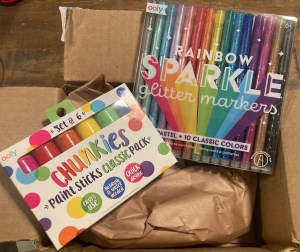 ooly
RAINBOW
SPARKLE
glitter markers
PASTEL + 10 CLASSIC COLORS
ooly
Set of 6
CHUNKIES
paint sticks classic pack